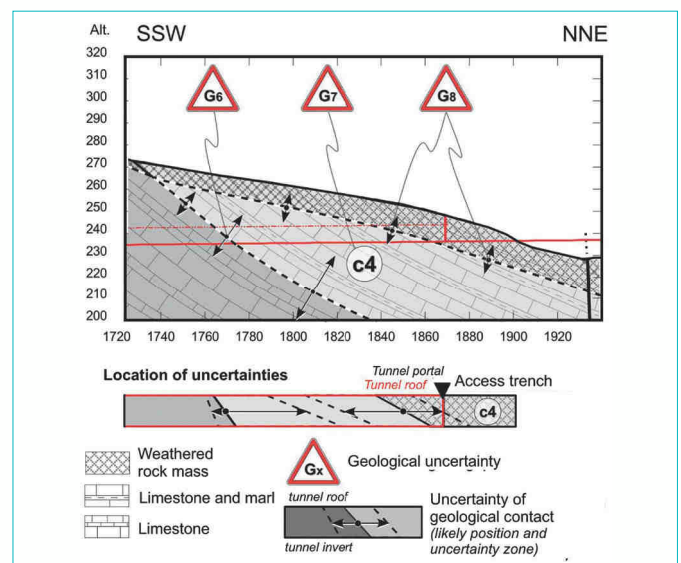 Alt. SSW NNE
320
310
300
290
280
270
260
250
240
230
220
210
200
G6 G7 G8
c4
1720 1740 1760 1780 1800 1820 1840 1860 1880 1900 1920
Tunnel portal
Location of uncertainties Tunnel roof Access trench
c4
Weathered
rock mass
Gx Geological uncertainty
Limestone and marl
tunnel roof
Uncertainty of
geological contact
Limestone
(likely position and
uncertainty zone)
tunnel invert